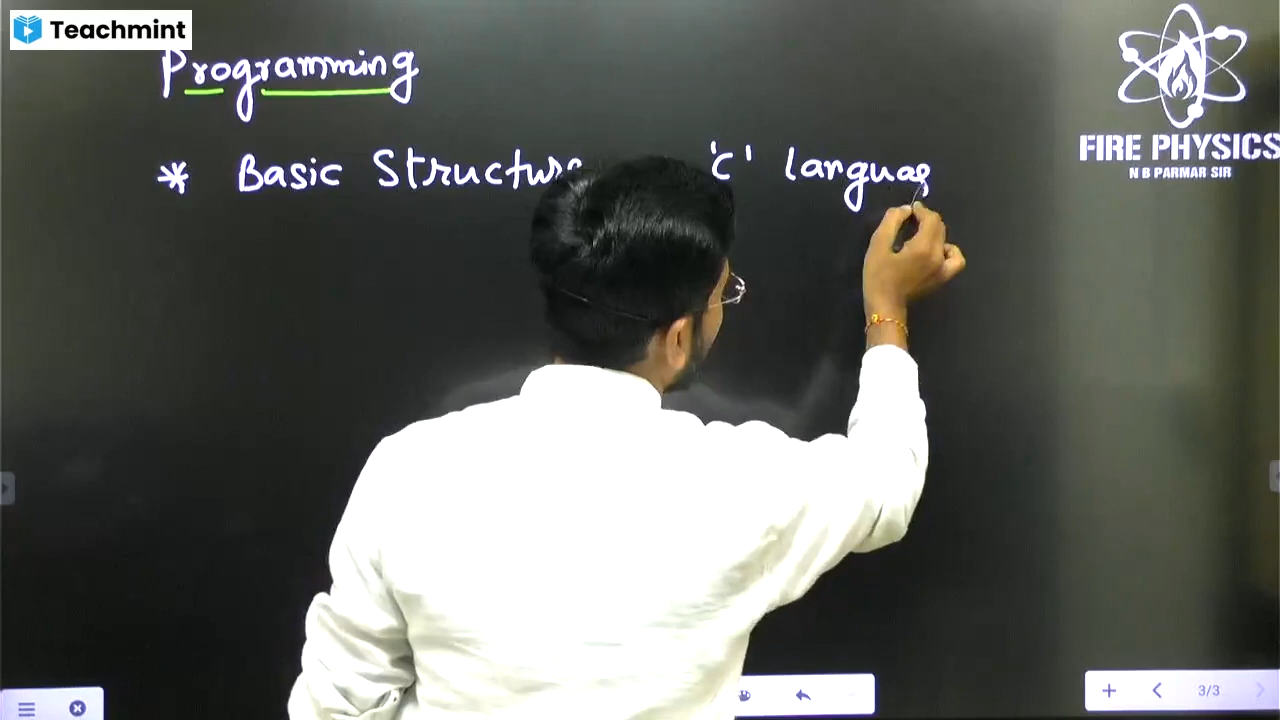 Teachmint
Programming
* Basic Structure 'C' languag
FIRE PHYSICS
N B PARMAR SIR
3/3